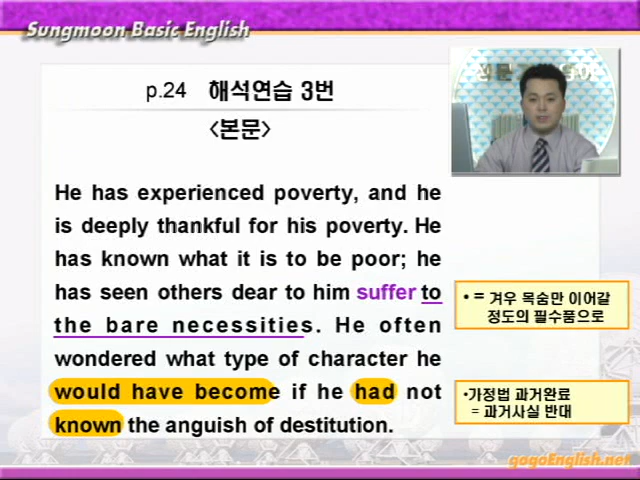 Sungmoon Basic English
p.24 해석연습 3번
<본문>
He has experienced poverty, and he
is deeply thankful for his poverty. He
has known what it is to be poor; he
has seen others dear to him suffer to
the bare necessities. He often
wondered what type of character he
would have become if he had not
known the anguish of destitution.
• = 겨우 목숨만 이어갈
정도의 필수품으로
•가정법 과거완료
= 과거사실 반대
gogoEnglish.net